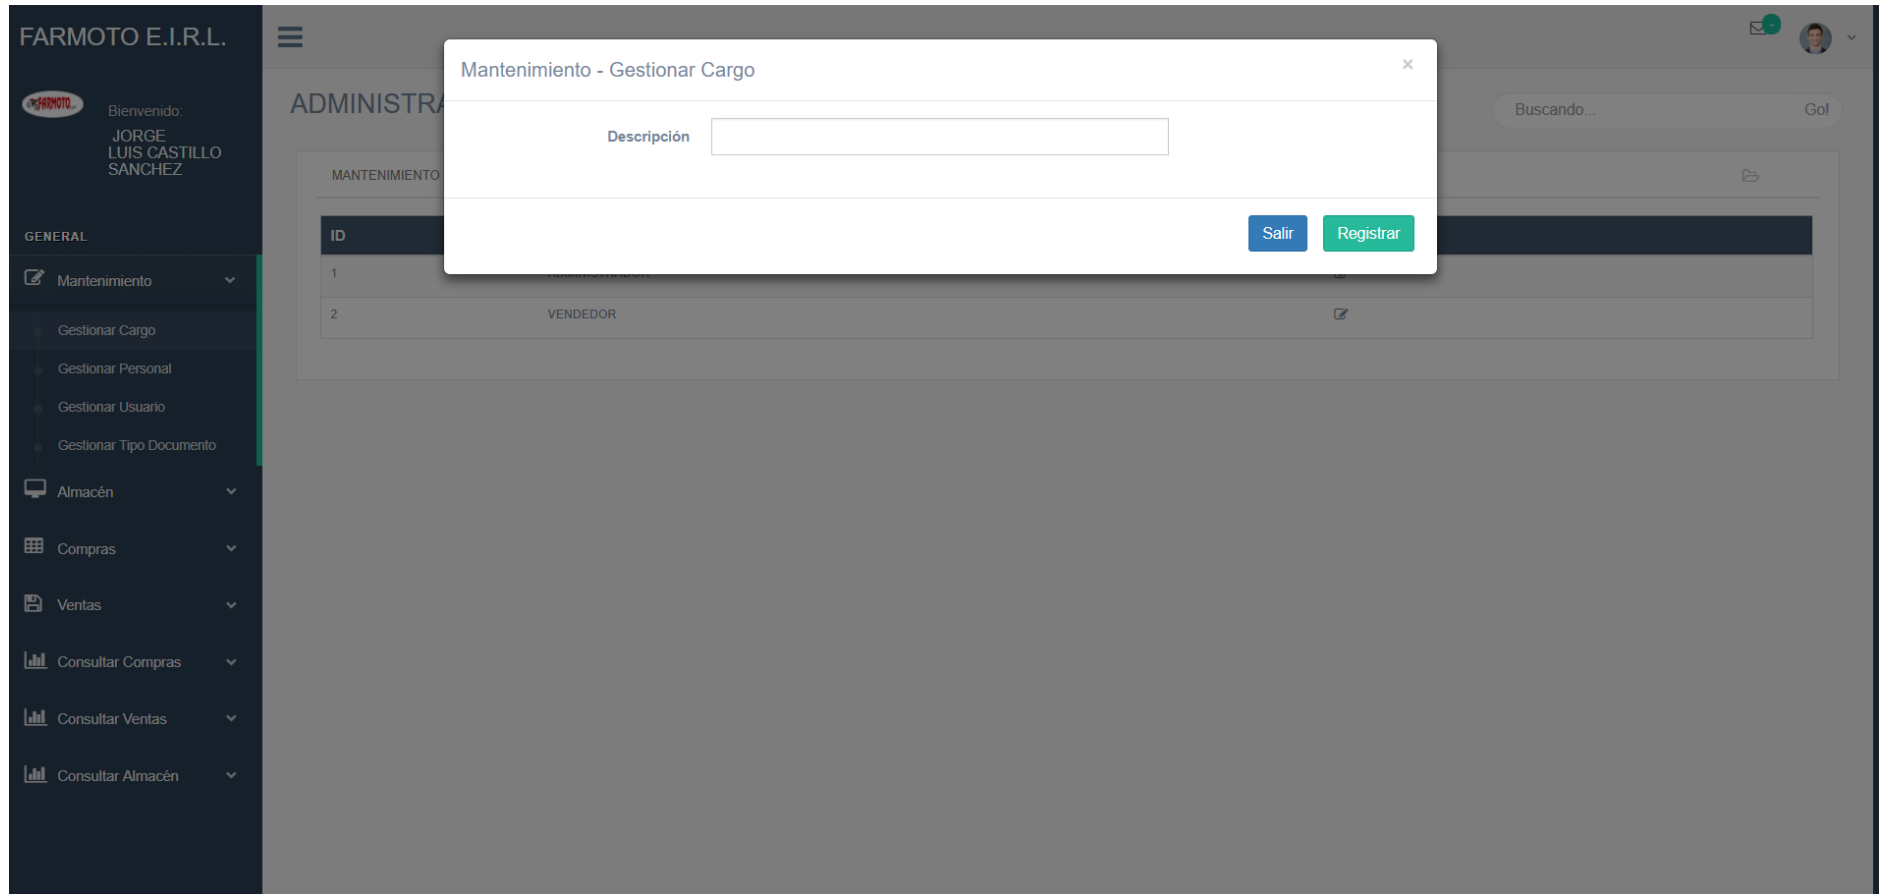 FARMOTO E.I.R.L.
FARMOTO
Bienvenido:
JORGE
LUIS CASTILLO
SANCHEZ
GENERAL
Mantenimiento
Gestionar Cargo
Gestionar Personal
Gestionar Usuario
Gestionar Tipo Documento
Almacén
Compras
Ventas
Consultar Compras
Consultar Ventas
Consultar Almacén
Buscando...
Go!
MANTENIMIENTO
ID
1
ADMINISTRADOR
2
VENDEDOR
Mantenimiento - Gestionar Cargo
×
Descripción
Salir
Registrar